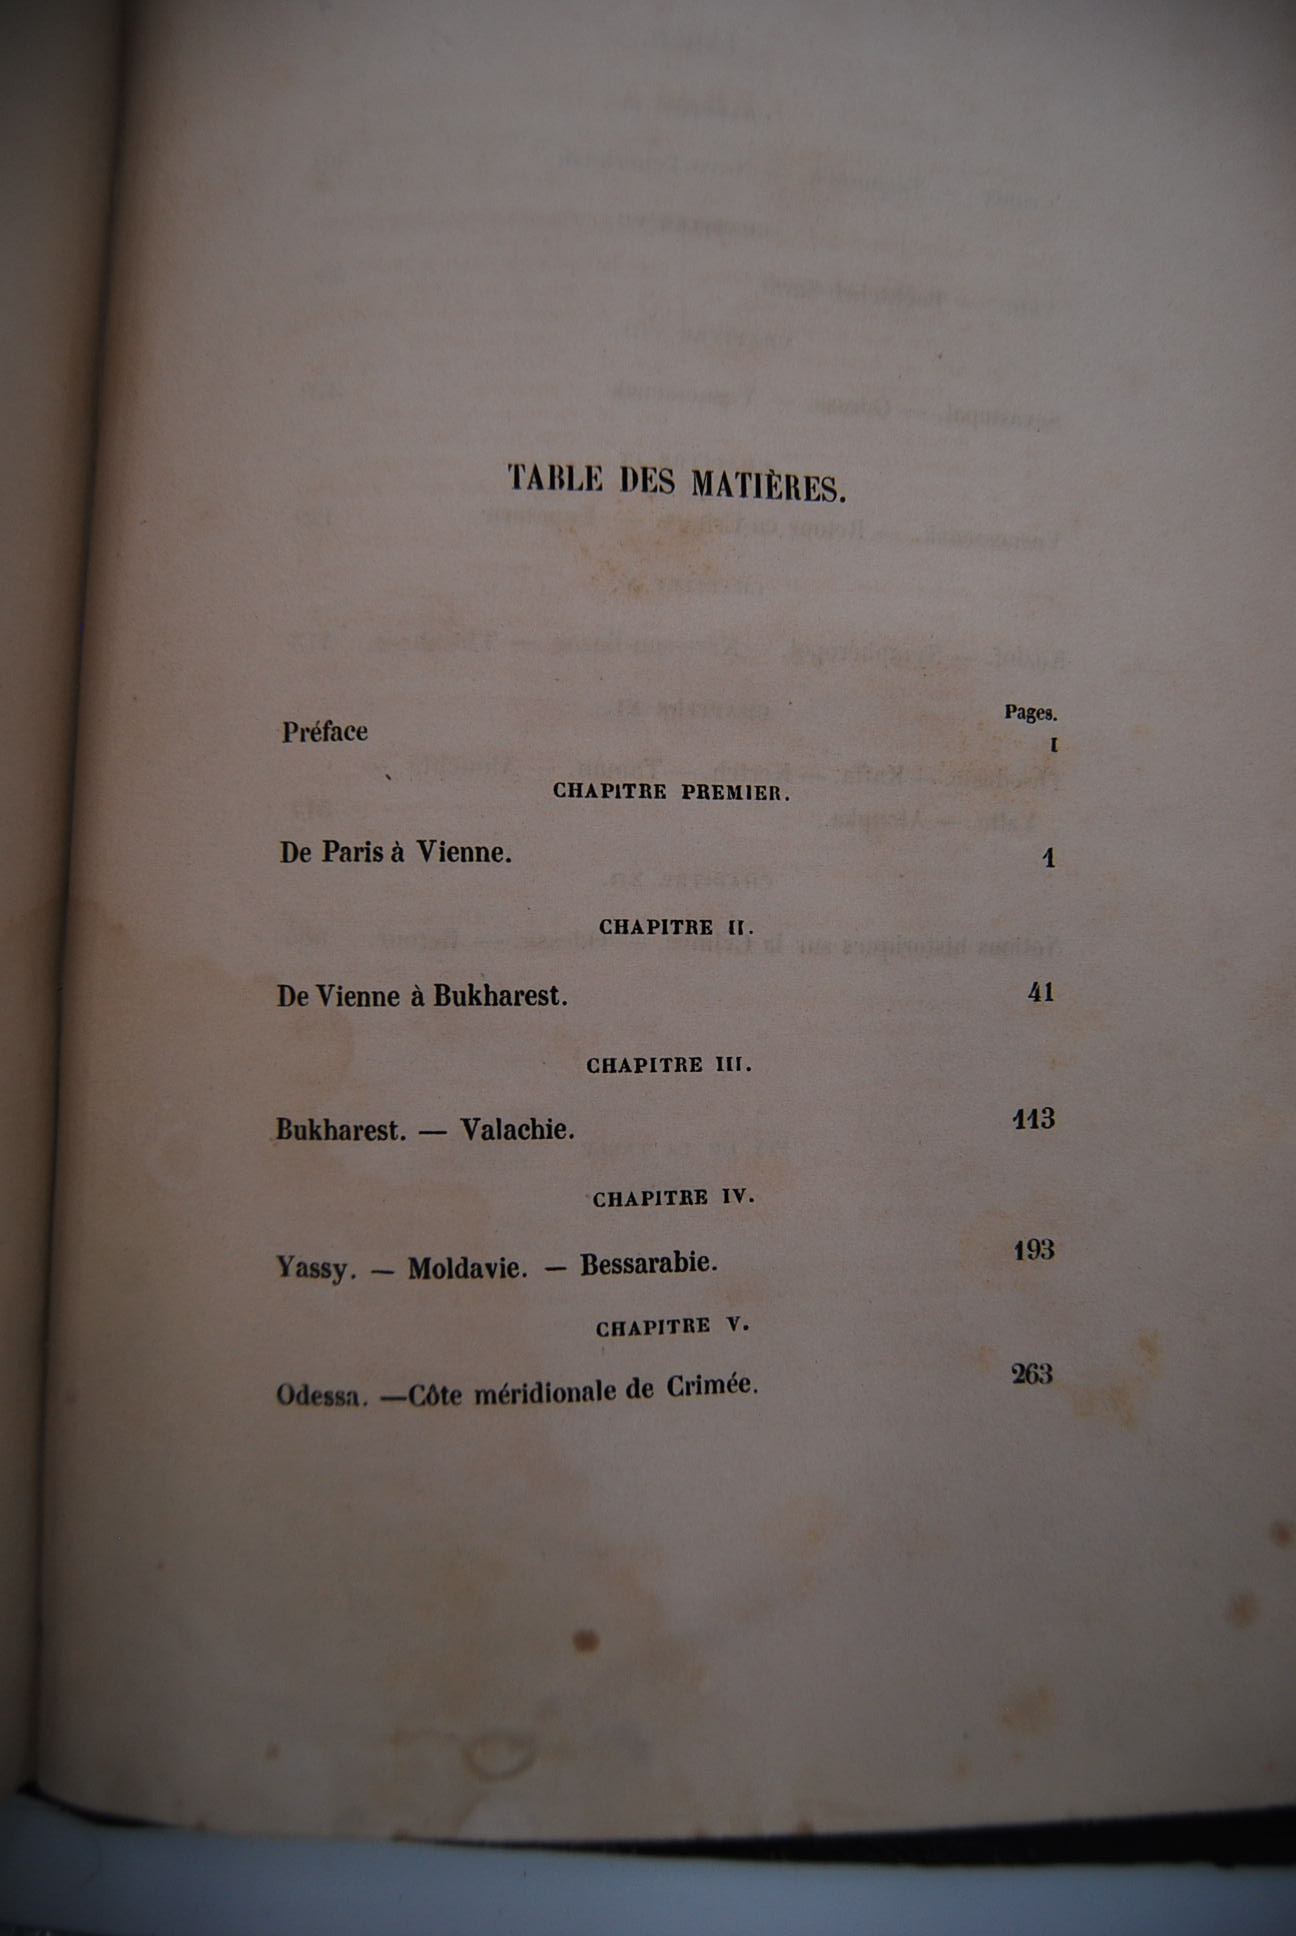 TABLE DES MATIÈRES.
Pages.
Préface I
CHAPITRE PREMIER.
De Paris à Vienne. 1
CHAPITRE II.
De Vienne à Bukharest. 41
CHAPITRE III.
Bukharest. — Valachie. 113
CHAPITRE IV.
Yassy. — Moldavie. — Bessarabie. 193
CHAPITRE V.
Odessa. —Côte méridionale de Crimée. 263